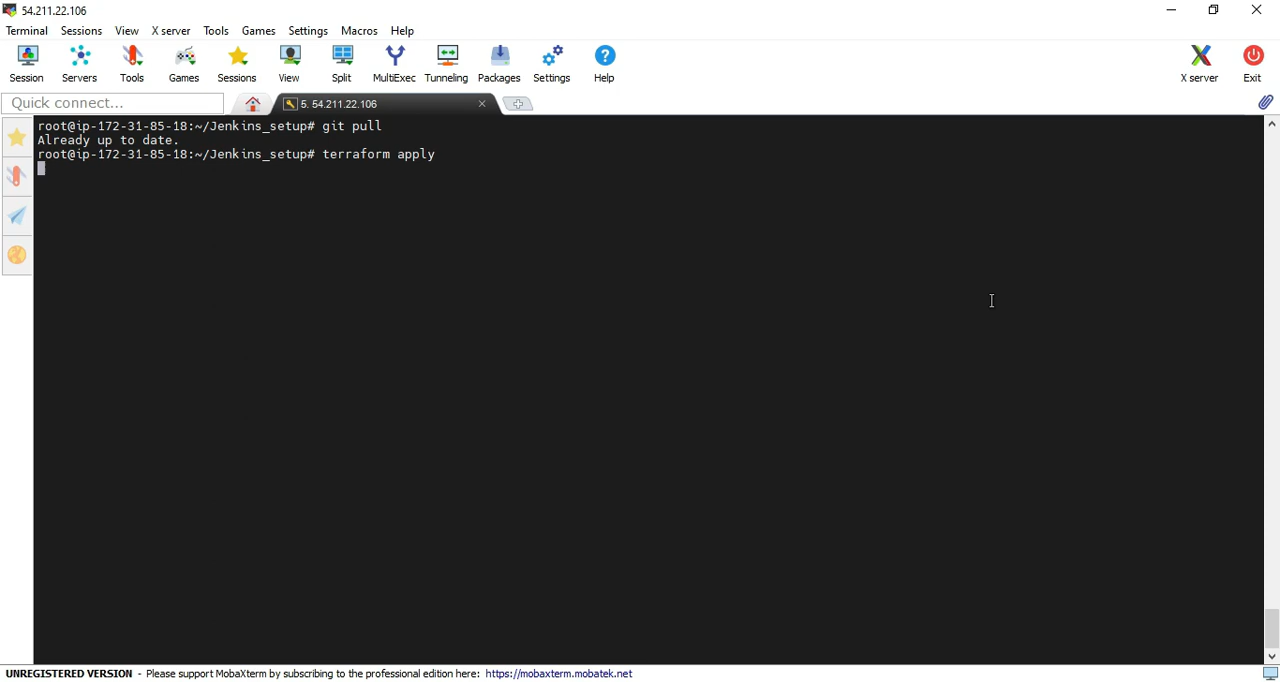 54.211.22.106
Terminal Sessions View X server Tools Games Settings Macros Help
Session Servers Tools Games Sessions View Split MultiExec Tunneling Packages Settings Help X server Exit
Quick connect... 5. 54.211.22.106
root@ip-172-31-85-18:~/Jenkins_setup# git pull
Already up to date.
root@ip-172-31-85-18:~/Jenkins_setup# terraform apply
UNREGISTERED VERSION - Please support MobaXterm by subscribing to the professional edition here: https://mobaxterm.mobatek.net